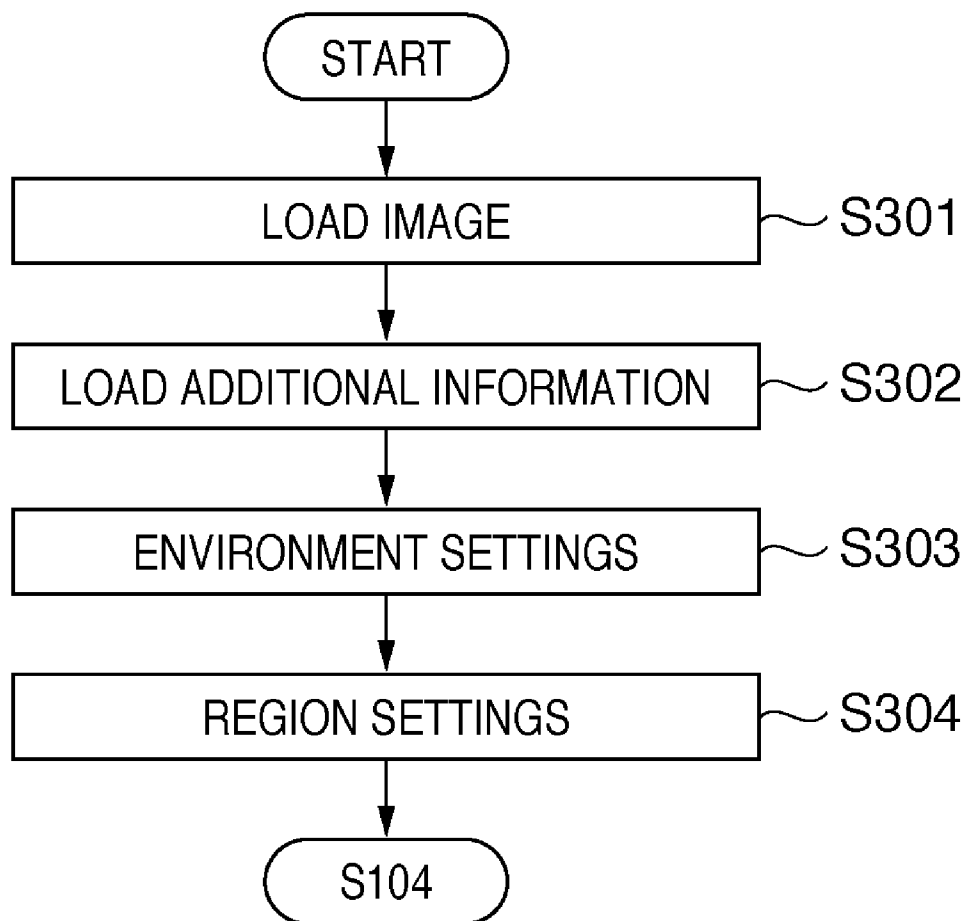 START
LOAD IMAGE
S301
LOAD ADDITIONAL INFORMATION
S302
ENVIRONMENT SETTINGS
S303
REGION SETTINGS
S304
S104